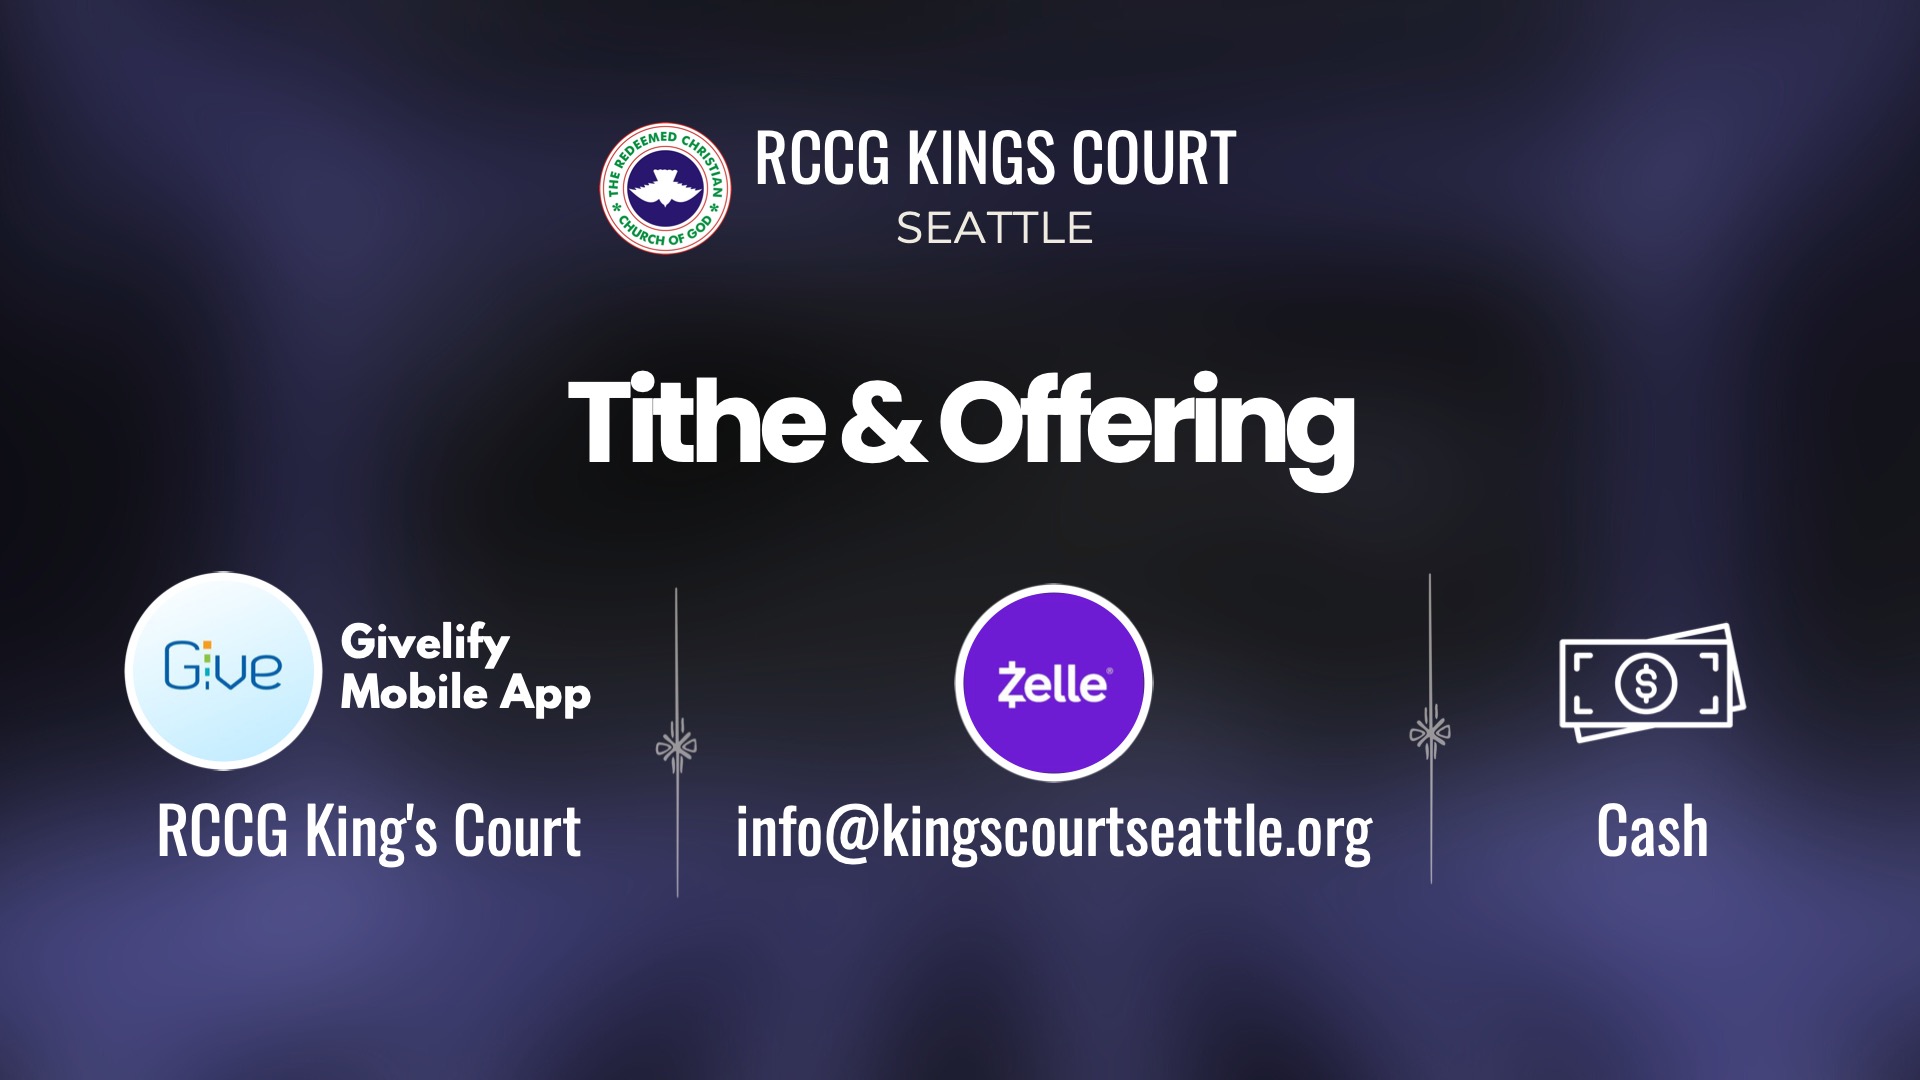 THE REDEEMED CHRISTIAN
CHURCH OF GOD
RCCG KINGS COURT
SEATTLE
Tithe & Offering
Give
Givelify
Mobile App
RCCG King's Court
Zelle®
info@kingscourtseattle.org
$
Cash